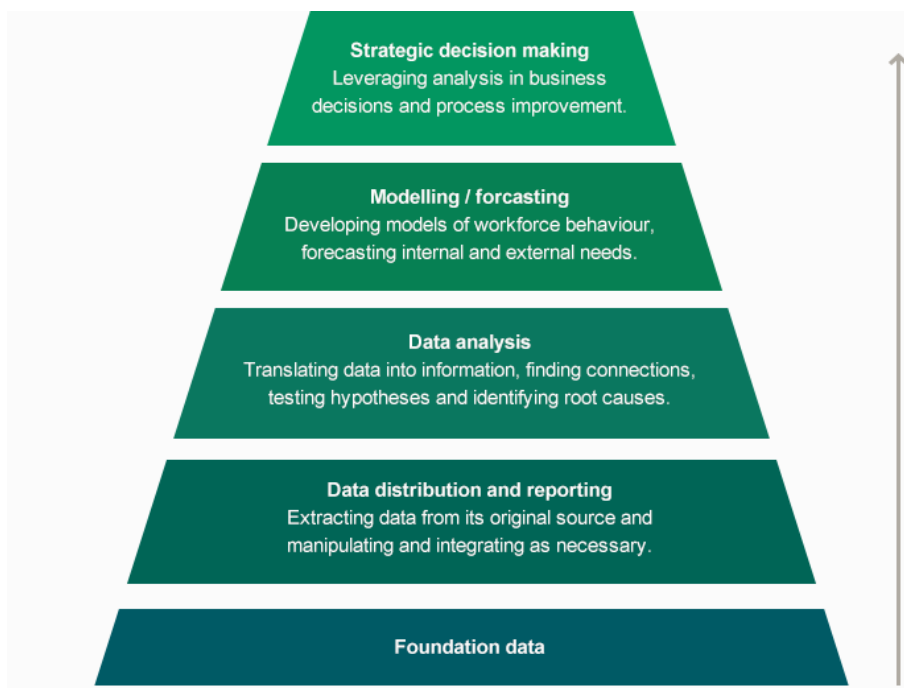 Strategic decision making
Leveraging analysis in business
decisions and process improvement.
Modelling / forcasting
Developing models of workforce behaviour,
forecasting internal and external needs.
Data analysis
Translating data into information, finding connections,
testing hypotheses and identifying root causes.
Data distribution and reporting
Extracting data from its original source and
manipulating and integrating as necessary.
Foundation data